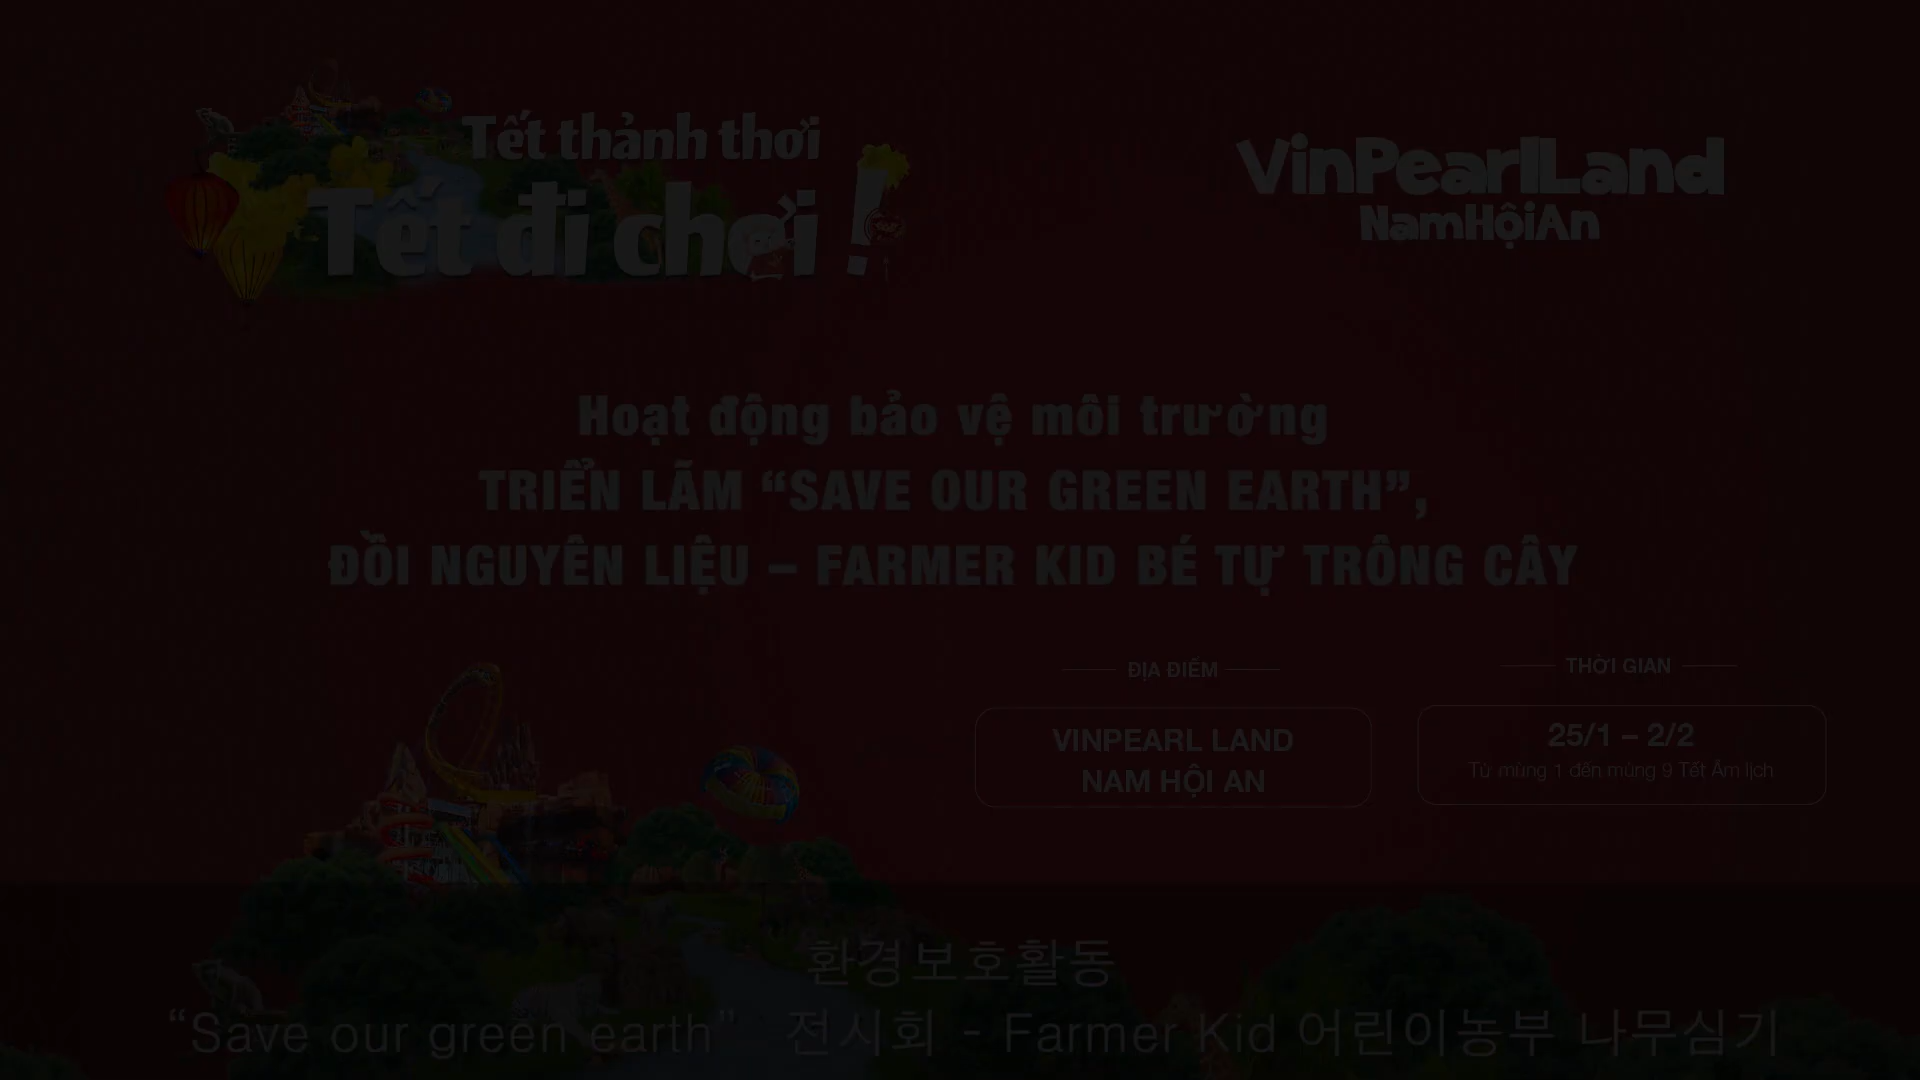 Tết thảnh thơi
Tết đi chơi!
VinPearlLand
NamHộiAn
Hoạt động bảo vệ môi trường
TRIỂN LÃM “SAVE OUR GREEN EARTH”,
ĐỒI NGUYÊN LIỆU – FARMER KID BÉ TỰ TRỒNG CÂY
ĐỊA ĐIỂM
VINPEARL LAND
NAM HỘI AN
THỜI GIAN
25/1 – 2/2
Từ mùng 1 đến mùng 9 Tết Âm lịch
환경보호활동
“Save our green earth” 전시회 - Farmer Kid 어린이농부 나무심기